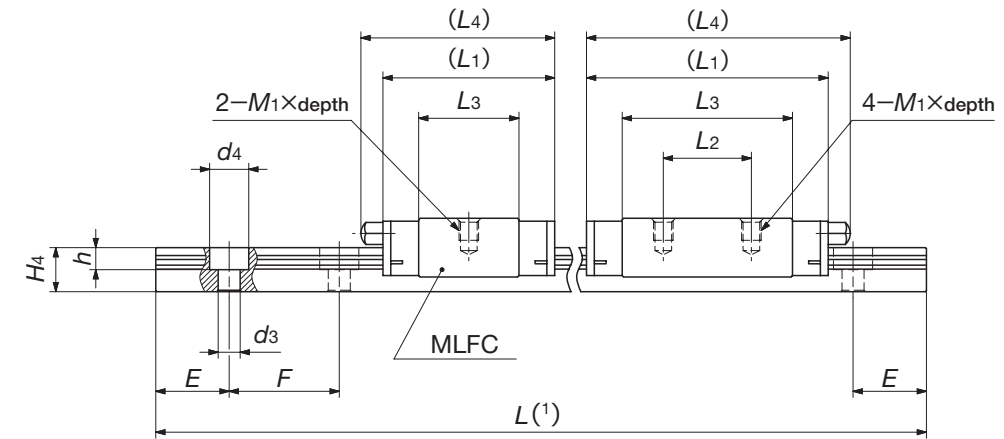 (L4) (L4)
(L1) (L1)
2−M1×depth L3 L3 4−M1×depth
d4 L2
H4 h
d3 MLFC
E F E
L(1)